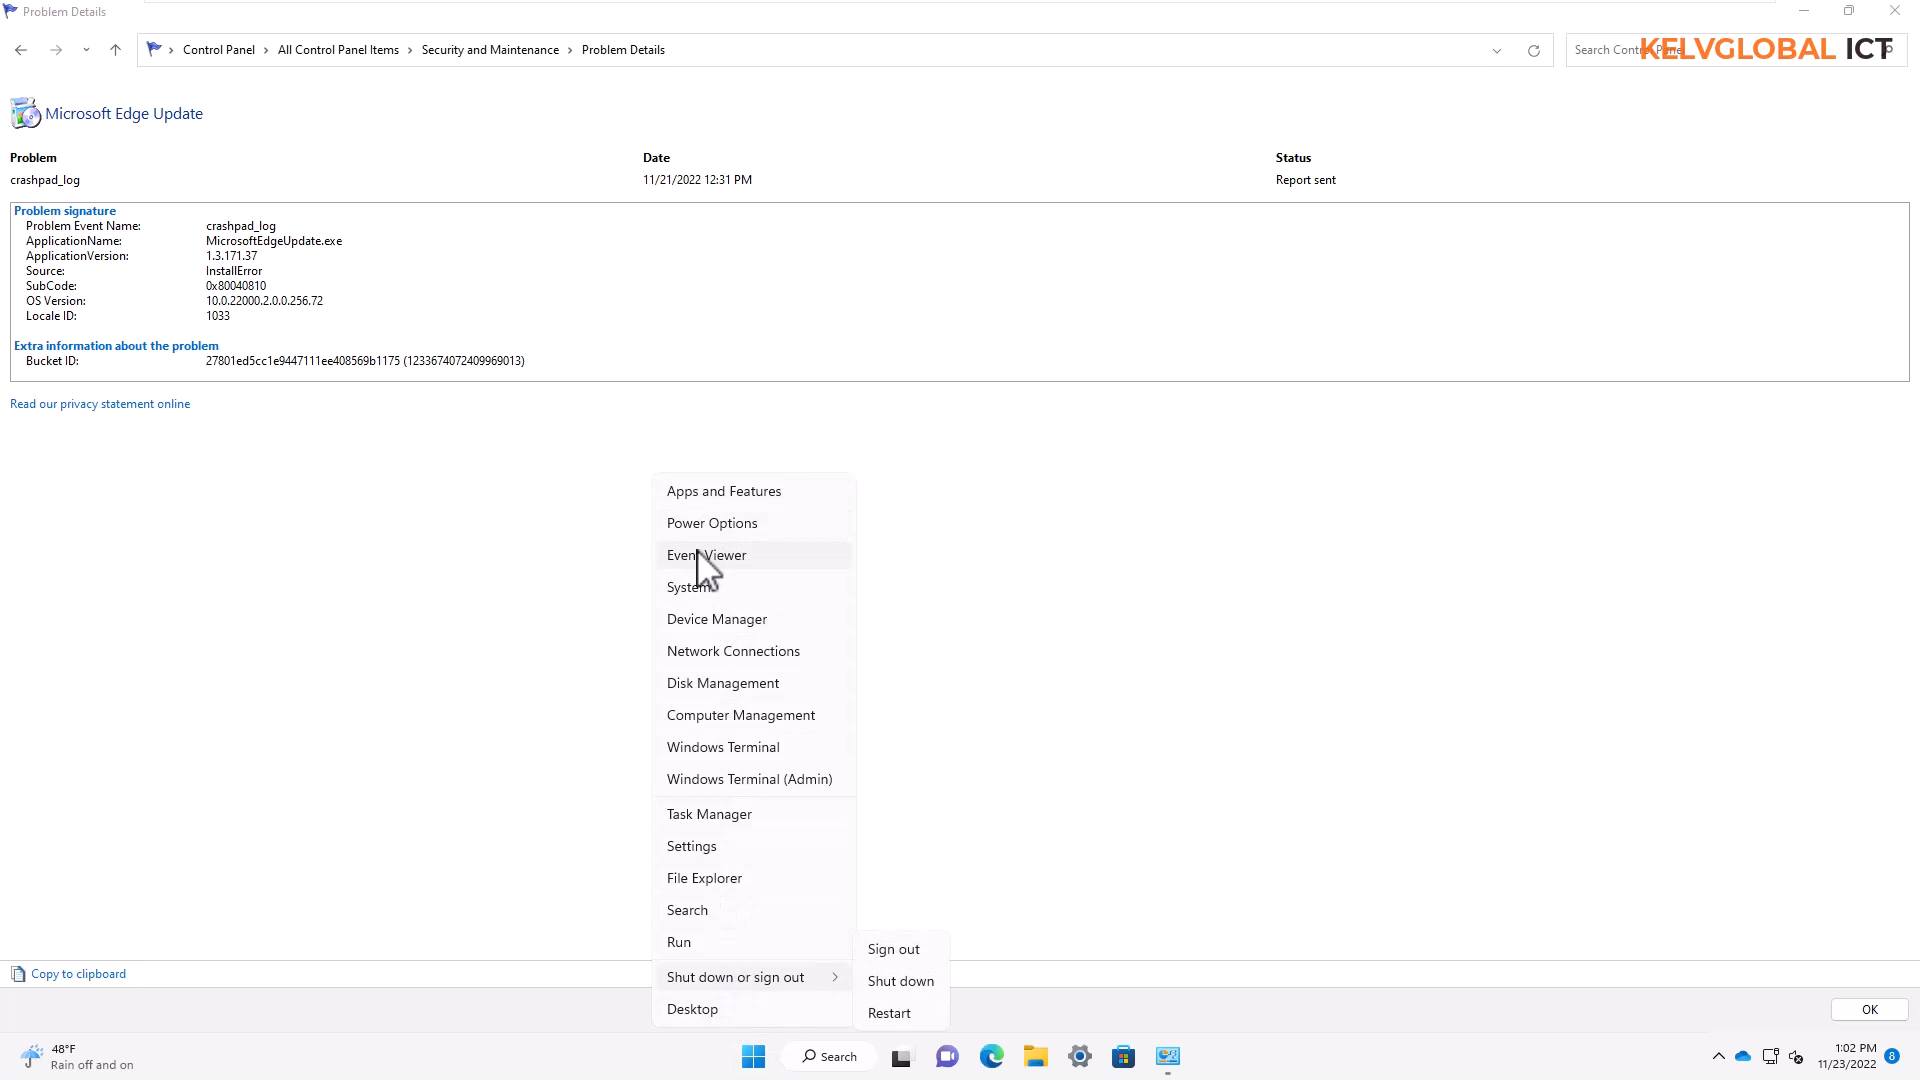 Problem Details
Control Panel > All Control Panel Items > Security and Maintenance > Problem Details
Search Cont
KELVGLOBAL ICT
Microsoft Edge Update
Problem Date Status
crashpad_log 11/21/2022 12:31 PM Report sent
Problem signature
Problem Event Name: crashpad_log
ApplicationName: MicrosoftEdgeUpdate.exe
ApplicationVersion: 1.3.171.37
Source: InstallError
SubCode: 0x80040810
OS Version: 10.0.22000.2.0.0.256.72
Locale ID: 1033
Extra information about the problem
Bucket ID: 27801ed5cc1e9447111ee408569b1175 (1233674072409969013)
Read our privacy statement online
Apps and Features
Power Options
Event Viewer
System
Device Manager
Network Connections
Disk Management
Computer Management
Windows Terminal
Windows Terminal (Admin)
Task Manager
Settings
File Explorer
Search
Run
Shut down or sign out
Desktop
Sign out
Shut down
Restart
Copy to clipboard
OK
48°F
Rain off and on
Search
1:02 PM
11/23/2022
8